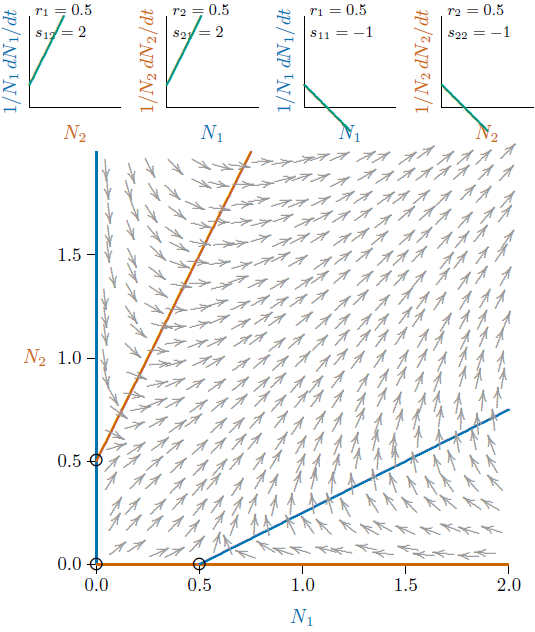 1/N₁ dN₁/dt
r₁ = 0.5
s₁₂ = 2
N₂
1/N₂ dN₂/dt
r₂ = 0.5
s₂₁ = 2
N₁
1/N₁ dN₁/dt
r₁ = 0.5
s₁₁ = −1
N₁
1/N₂ dN₂/dt
r₂ = 0.5
s₂₂ = −1
N₂
1.5
1.0
N₂
0.5
0.0
0.0 0.5 1.0 1.5 2.0
N₁